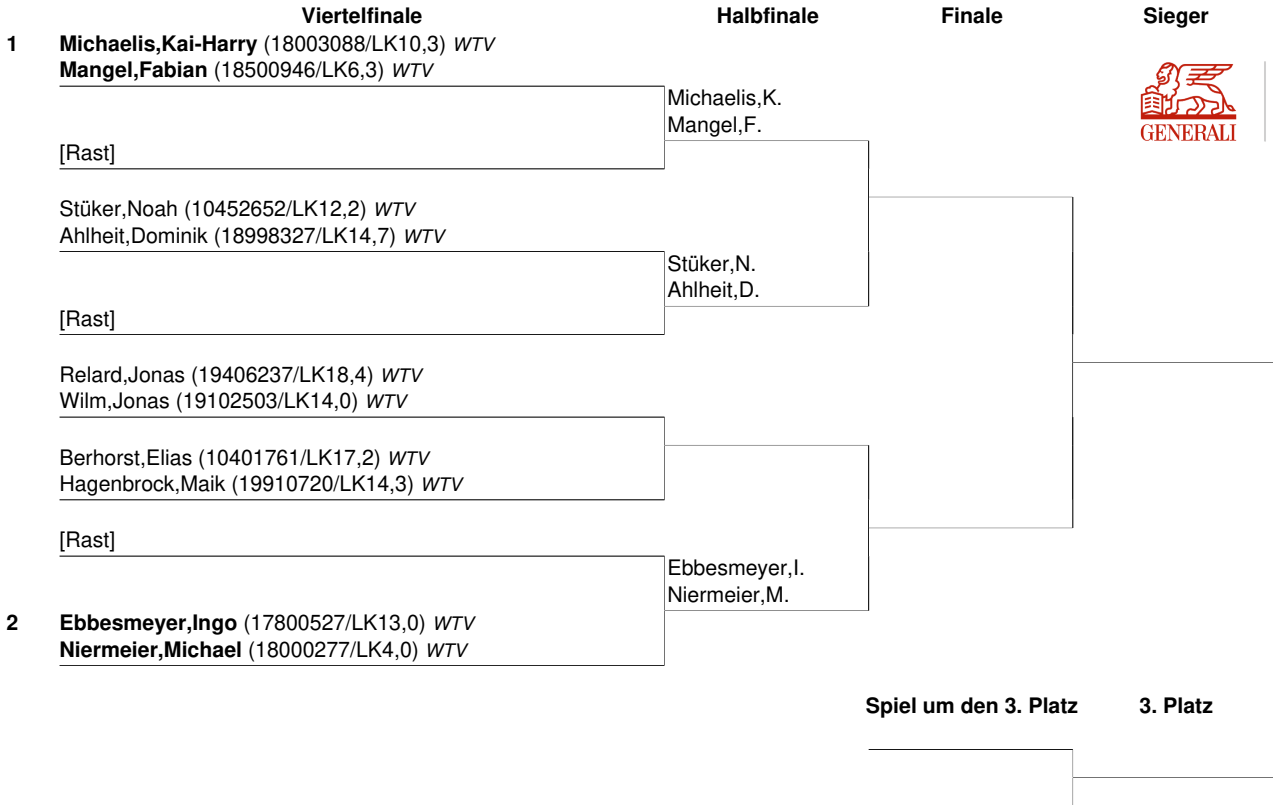 Viertelfinale Halbfinale Finale Sieger
1 Michaelis,Kai-Harry (18003088/LK10,3) WTV
Mangel,Fabian (18500946/LK6,3) WTV
Michaelis,K.
Mangel,F.
GENERALI
[Rast]
Stüker,Noah (10452652/LK12,2) WTV
Ahlheit,Dominik (18998327/LK14,7) WTV
Stüker,N.
Ahlheit,D.
[Rast]
Relard,Jonas (19406237/LK18,4) WTV
Wilm,Jonas (19102503/LK14,0) WTV
Berhorst,Elias (10401761/LK17,2) WTV
Hagenbrock,Maik (19910720/LK14,3) WTV
[Rast]
Ebbesmeyer,I.
Niermeier,M.
2 Ebbesmeyer,Ingo (17800527/LK13,0) WTV
Niermeier,Michael (18000277/LK4,0) WTV
Spiel um den 3. Platz 3. Platz